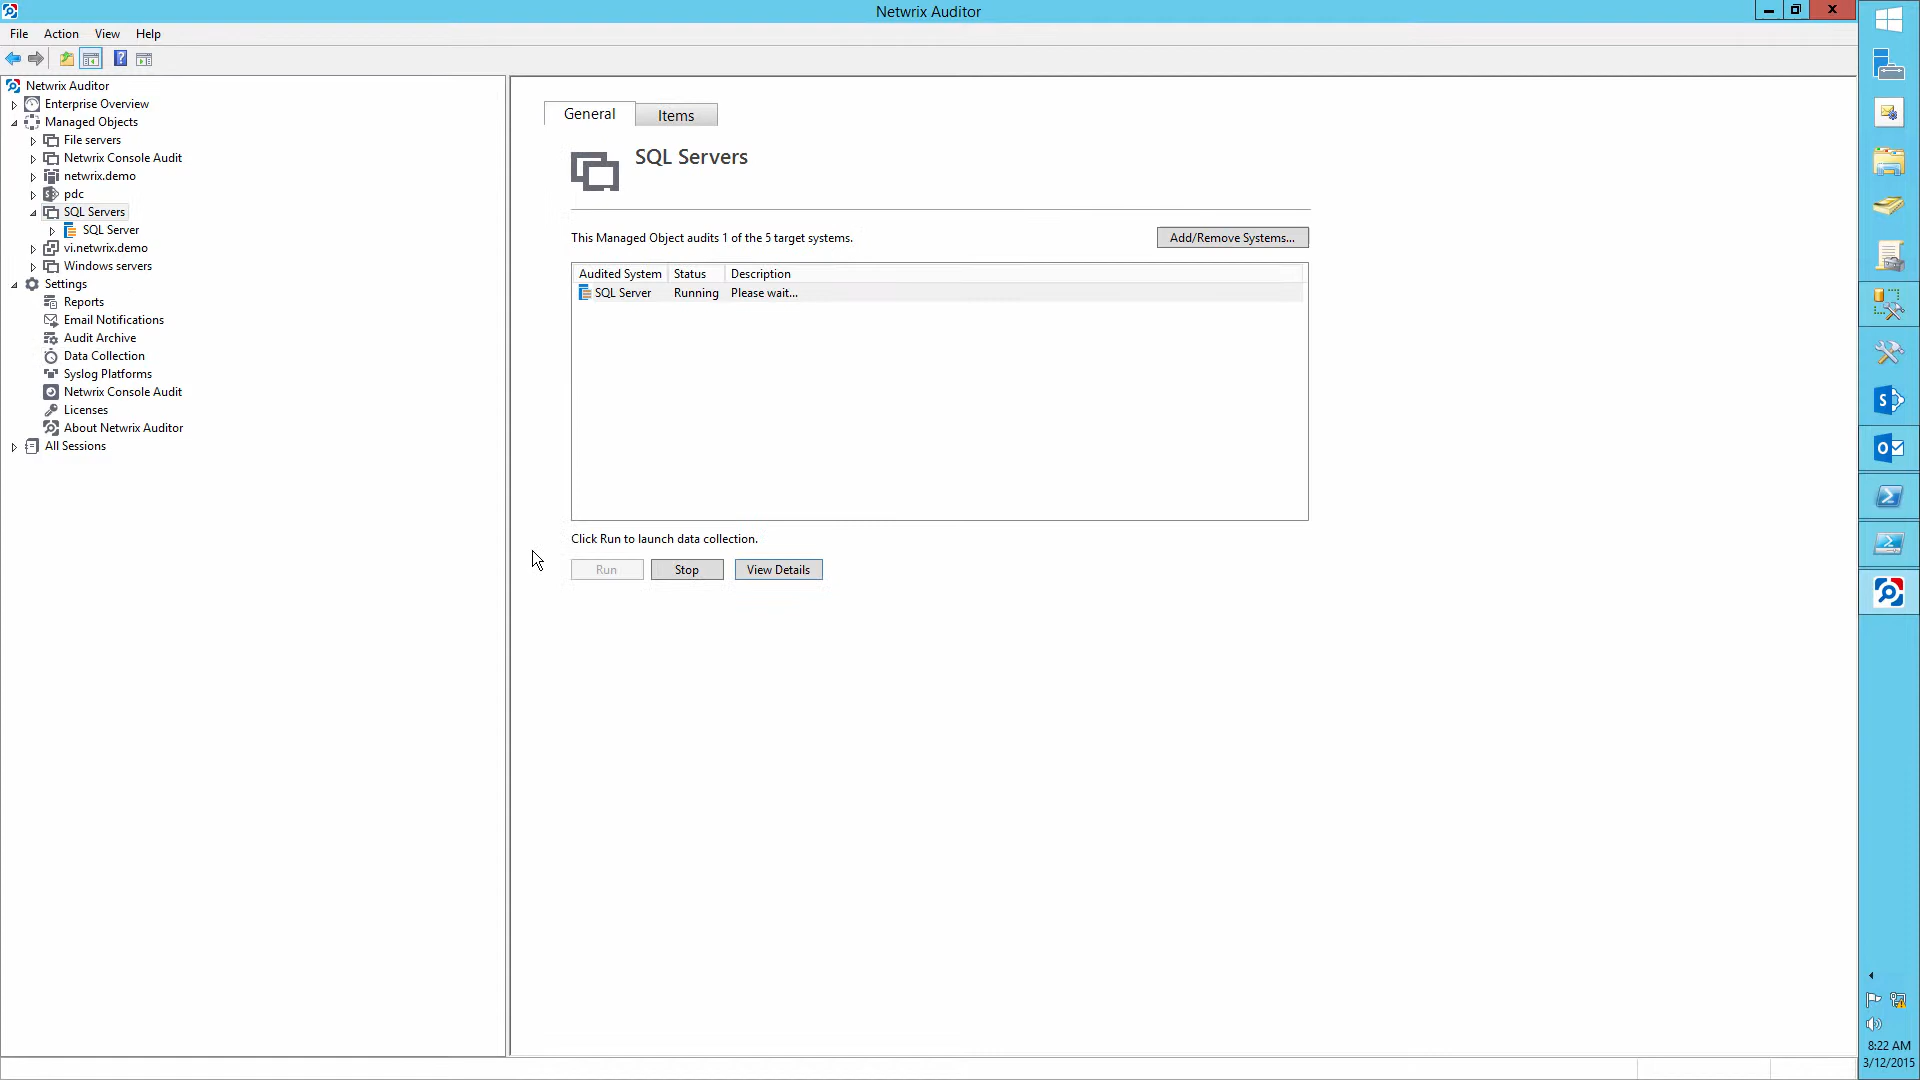 Netwrix Auditor
File Action View Help
Netwrix Auditor
Enterprise Overview
Managed Objects
File servers
Netwrix Console Audit
netwrix.demo
pdc
SQL Servers
SQL Server
vi.netwrix.demo
Windows servers
Settings
Reports
Email Notifications
Audit Archive
Data Collection
Syslog Platforms
Netwrix Console Audit
Licenses
About Netwrix Auditor
All Sessions
General Items
SQL Servers
This Managed Object audits 1 of the 5 target systems. Add/Remove Systems...
Audited System Status Description
SQL Server Running Please wait...
Click Run to launch data collection.
Run Stop View Details
8:22 AM
3/12/2015